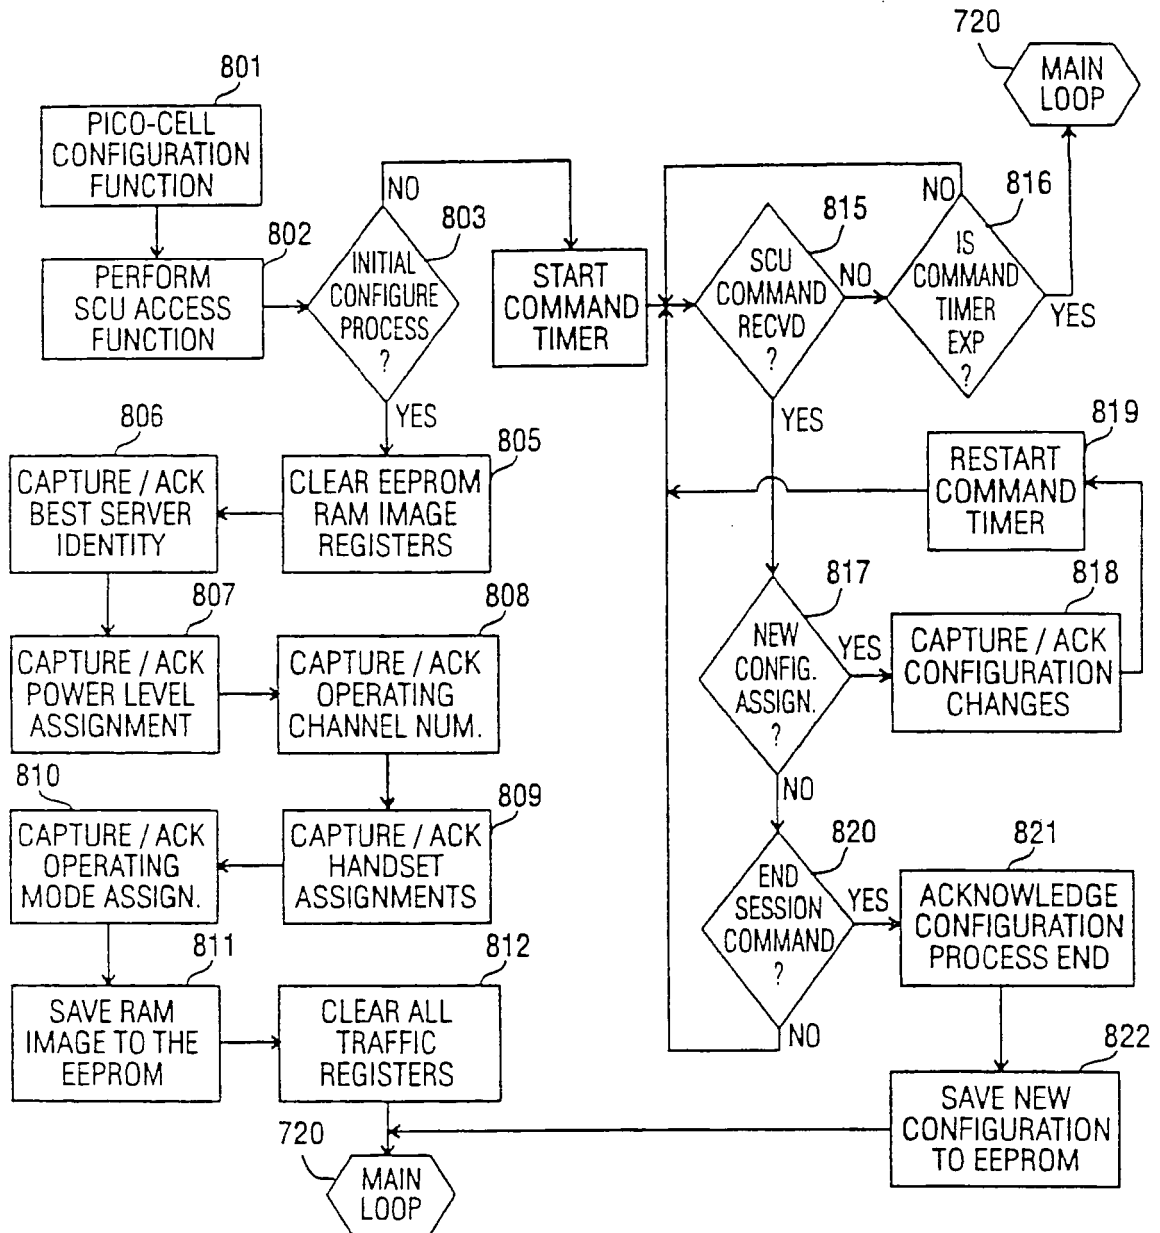 720
MAIN
LOOP
801
PICO-CELL
CONFIGURATION
FUNCTION
802
PERFORM
SCU ACCESS
FUNCTION
803
INITIAL
CONFIGURE
PROCESS
?
NO
YES
START
COMMAND
TIMER
815
SCU
COMMAND
RECVD
?
NO
YES
816
IS
COMMAND
TIMER
EXP
?
NO
YES
805
CLEAR EEPROM
RAM IMAGE
REGISTERS
806
CAPTURE / ACK
BEST SERVER
IDENTITY
807
CAPTURE / ACK
POWER LEVEL
ASSIGNMENT
808
CAPTURE / ACK
OPERATING
CHANNEL NUM.
809
CAPTURE / ACK
HANDSET
ASSIGNMENTS
810
CAPTURE / ACK
OPERATING
MODE ASSIGN.
811
SAVE RAM
IMAGE TO THE
EEPROM
812
CLEAR ALL
TRAFFIC
REGISTERS
720
MAIN
LOOP
819
RESTART
COMMAND
TIMER
817
NEW
CONFIG.
ASSIGN.
?
YES
NO
818
CAPTURE / ACK
CONFIGURATION
CHANGES
820
END
SESSION
COMMAND
?
YES
NO
821
ACKNOWLEDGE
CONFIGURATION
PROCESS END
822
SAVE NEW
CONFIGURATION
TO EEPROM